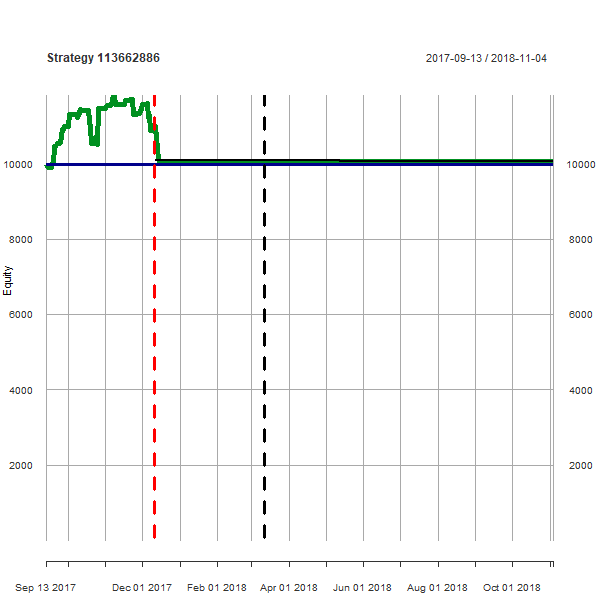 Strategy 113662886
2017-09-13 / 2018-11-04
10000
10000
8000
8000
Equity
6000
6000
4000
4000
2000
2000
Sep 13 2017
Dec 01 2017
Feb 01 2018
Apr 01 2018
Jun 01 2018
Aug 01 2018
Oct 01 2018